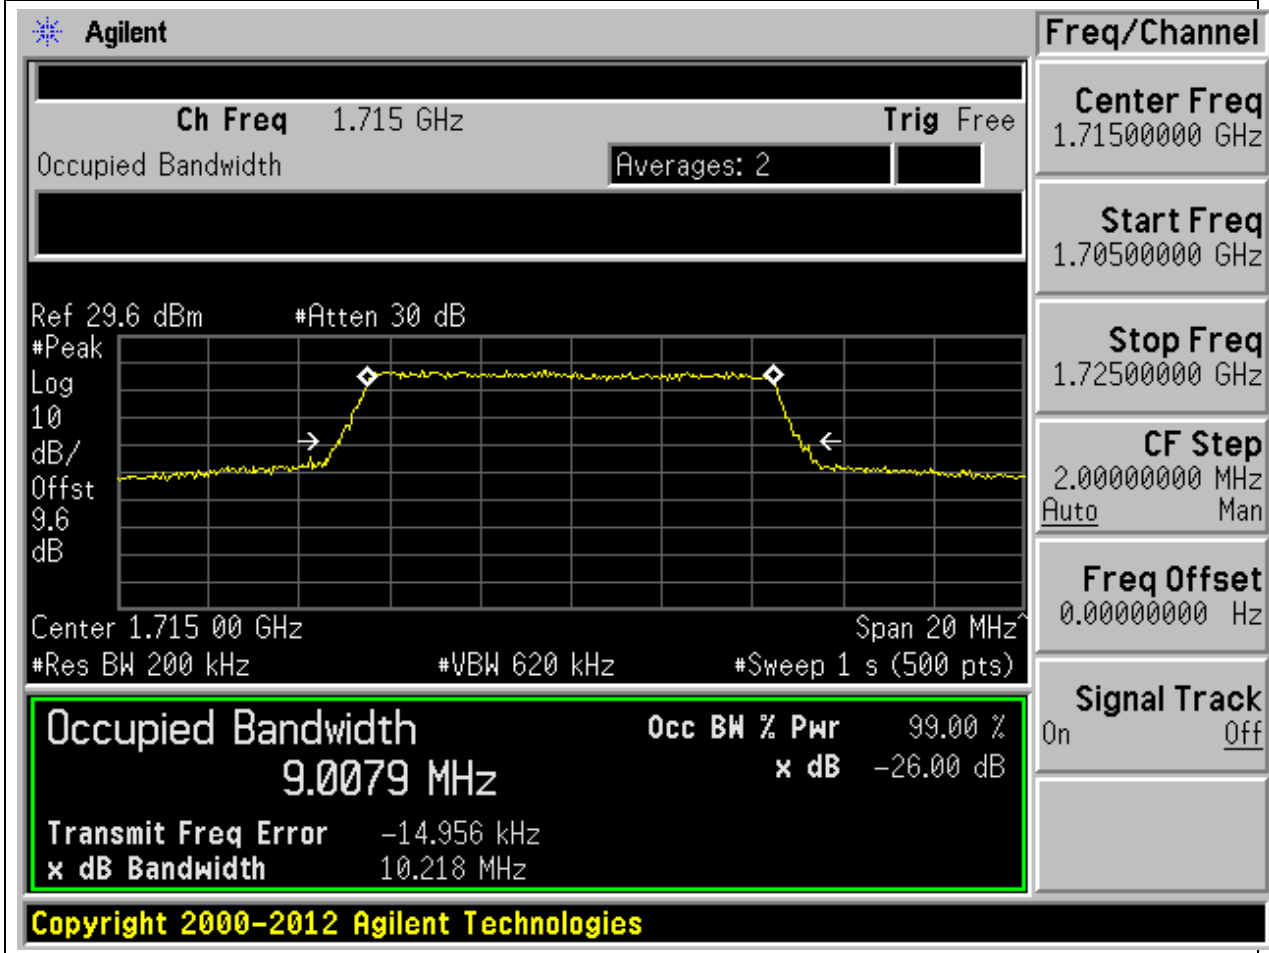 Agilent
Freq/Channel
Ch Freq 1.715 GHz Trig Free
Occupied Bandwidth Averages: 2
Ref 29.6 dBm #Atten 30 dB
#Peak
Log
10
dB/
Offst
9.6
dB
Center 1.715 00 GHz Span 20 MHz^
#Res BW 200 kHz #VBW 620 kHz #Sweep 1 s (500 pts)
Occupied Bandwidth Occ BW % Pwr 99.00 %
9.0079 MHz x dB -26.00 dB
Transmit Freq Error -14.956 kHz
x dB Bandwidth 10.218 MHz
Center Freq
1.71500000 GHz
Start Freq
1.70500000 GHz
Stop Freq
1.72500000 GHz
CF Step
2.00000000 MHz
Auto Man
Freq Offset
0.00000000 Hz
Signal Track
On Off
Copyright 2000-2012 Agilent Technologies